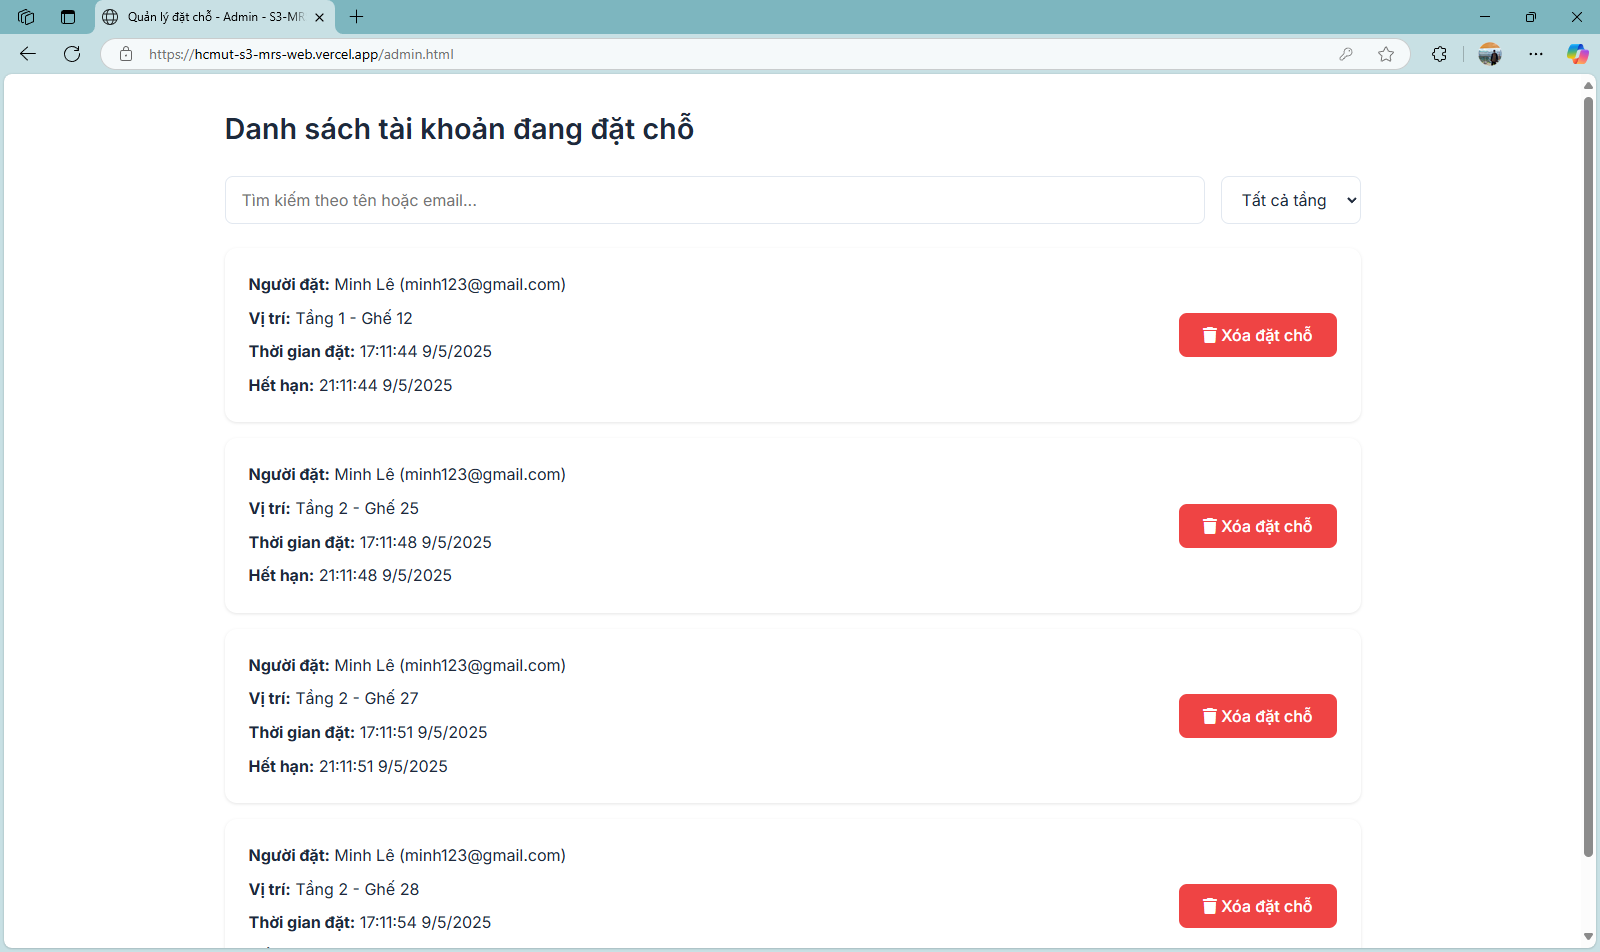 Quản lý đặt chỗ - Admin - S3-MR
https://hcmut-s3-mrs-web.vercel.app/admin.html
Danh sách tài khoản đang đặt chỗ
Tìm kiếm theo tên hoặc email...
Tất cả tầng
Người đặt: Minh Lê (minh123@gmail.com)
Vị trí: Tầng 1 - Ghế 12
Thời gian đặt: 17:11:44 9/5/2025
Hết hạn: 21:11:44 9/5/2025
Xóa đặt chỗ
Người đặt: Minh Lê (minh123@gmail.com)
Vị trí: Tầng 2 - Ghế 25
Thời gian đặt: 17:11:48 9/5/2025
Hết hạn: 21:11:48 9/5/2025
Xóa đặt chỗ
Người đặt: Minh Lê (minh123@gmail.com)
Vị trí: Tầng 2 - Ghế 27
Thời gian đặt: 17:11:51 9/5/2025
Hết hạn: 21:11:51 9/5/2025
Xóa đặt chỗ
Người đặt: Minh Lê (minh123@gmail.com)
Vị trí: Tầng 2 - Ghế 28
Thời gian đặt: 17:11:54 9/5/2025
Xóa đặt chỗ